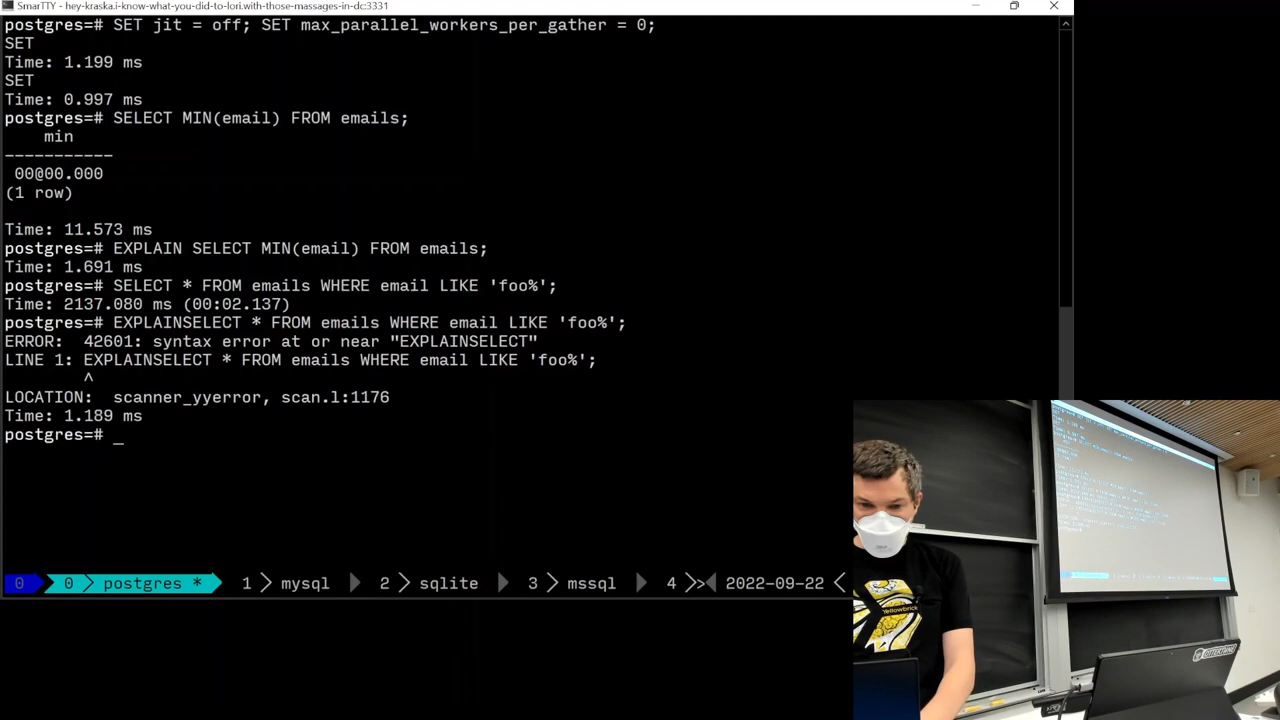 SmarTTY - hey-kraska.i-know-what-you-did-to-lori.with-those-massages-in-dc:3331
postgres=# SET jit = off; SET max_parallel_workers_per_gather = 0;
SET
Time: 1.199 ms
SET
Time: 0.997 ms
postgres=# SELECT MIN(email) FROM emails;
min
-----------
00@00.000
(1 row)
Time: 11.573 ms
postgres=# EXPLAIN SELECT MIN(email) FROM emails;
Time: 1.691 ms
postgres=# SELECT * FROM emails WHERE email LIKE 'foo%';
Time: 2137.080 ms (00:02.137)
postgres=# EXPLAINSELECT * FROM emails WHERE email LIKE 'foo%';
ERROR:  42601: syntax error at or near "EXPLAINSELECT"
LINE 1: EXPLAINSELECT * FROM emails WHERE email LIKE 'foo%';
^
LOCATION:  scanner_yyerror, scan.l:1176
Time: 1.189 ms
postgres=# _
0 0 postgres * 1 mysql 2 sqlite 3 mssql 4 2022-09-22
Yellowbrick
OTTERTUNE